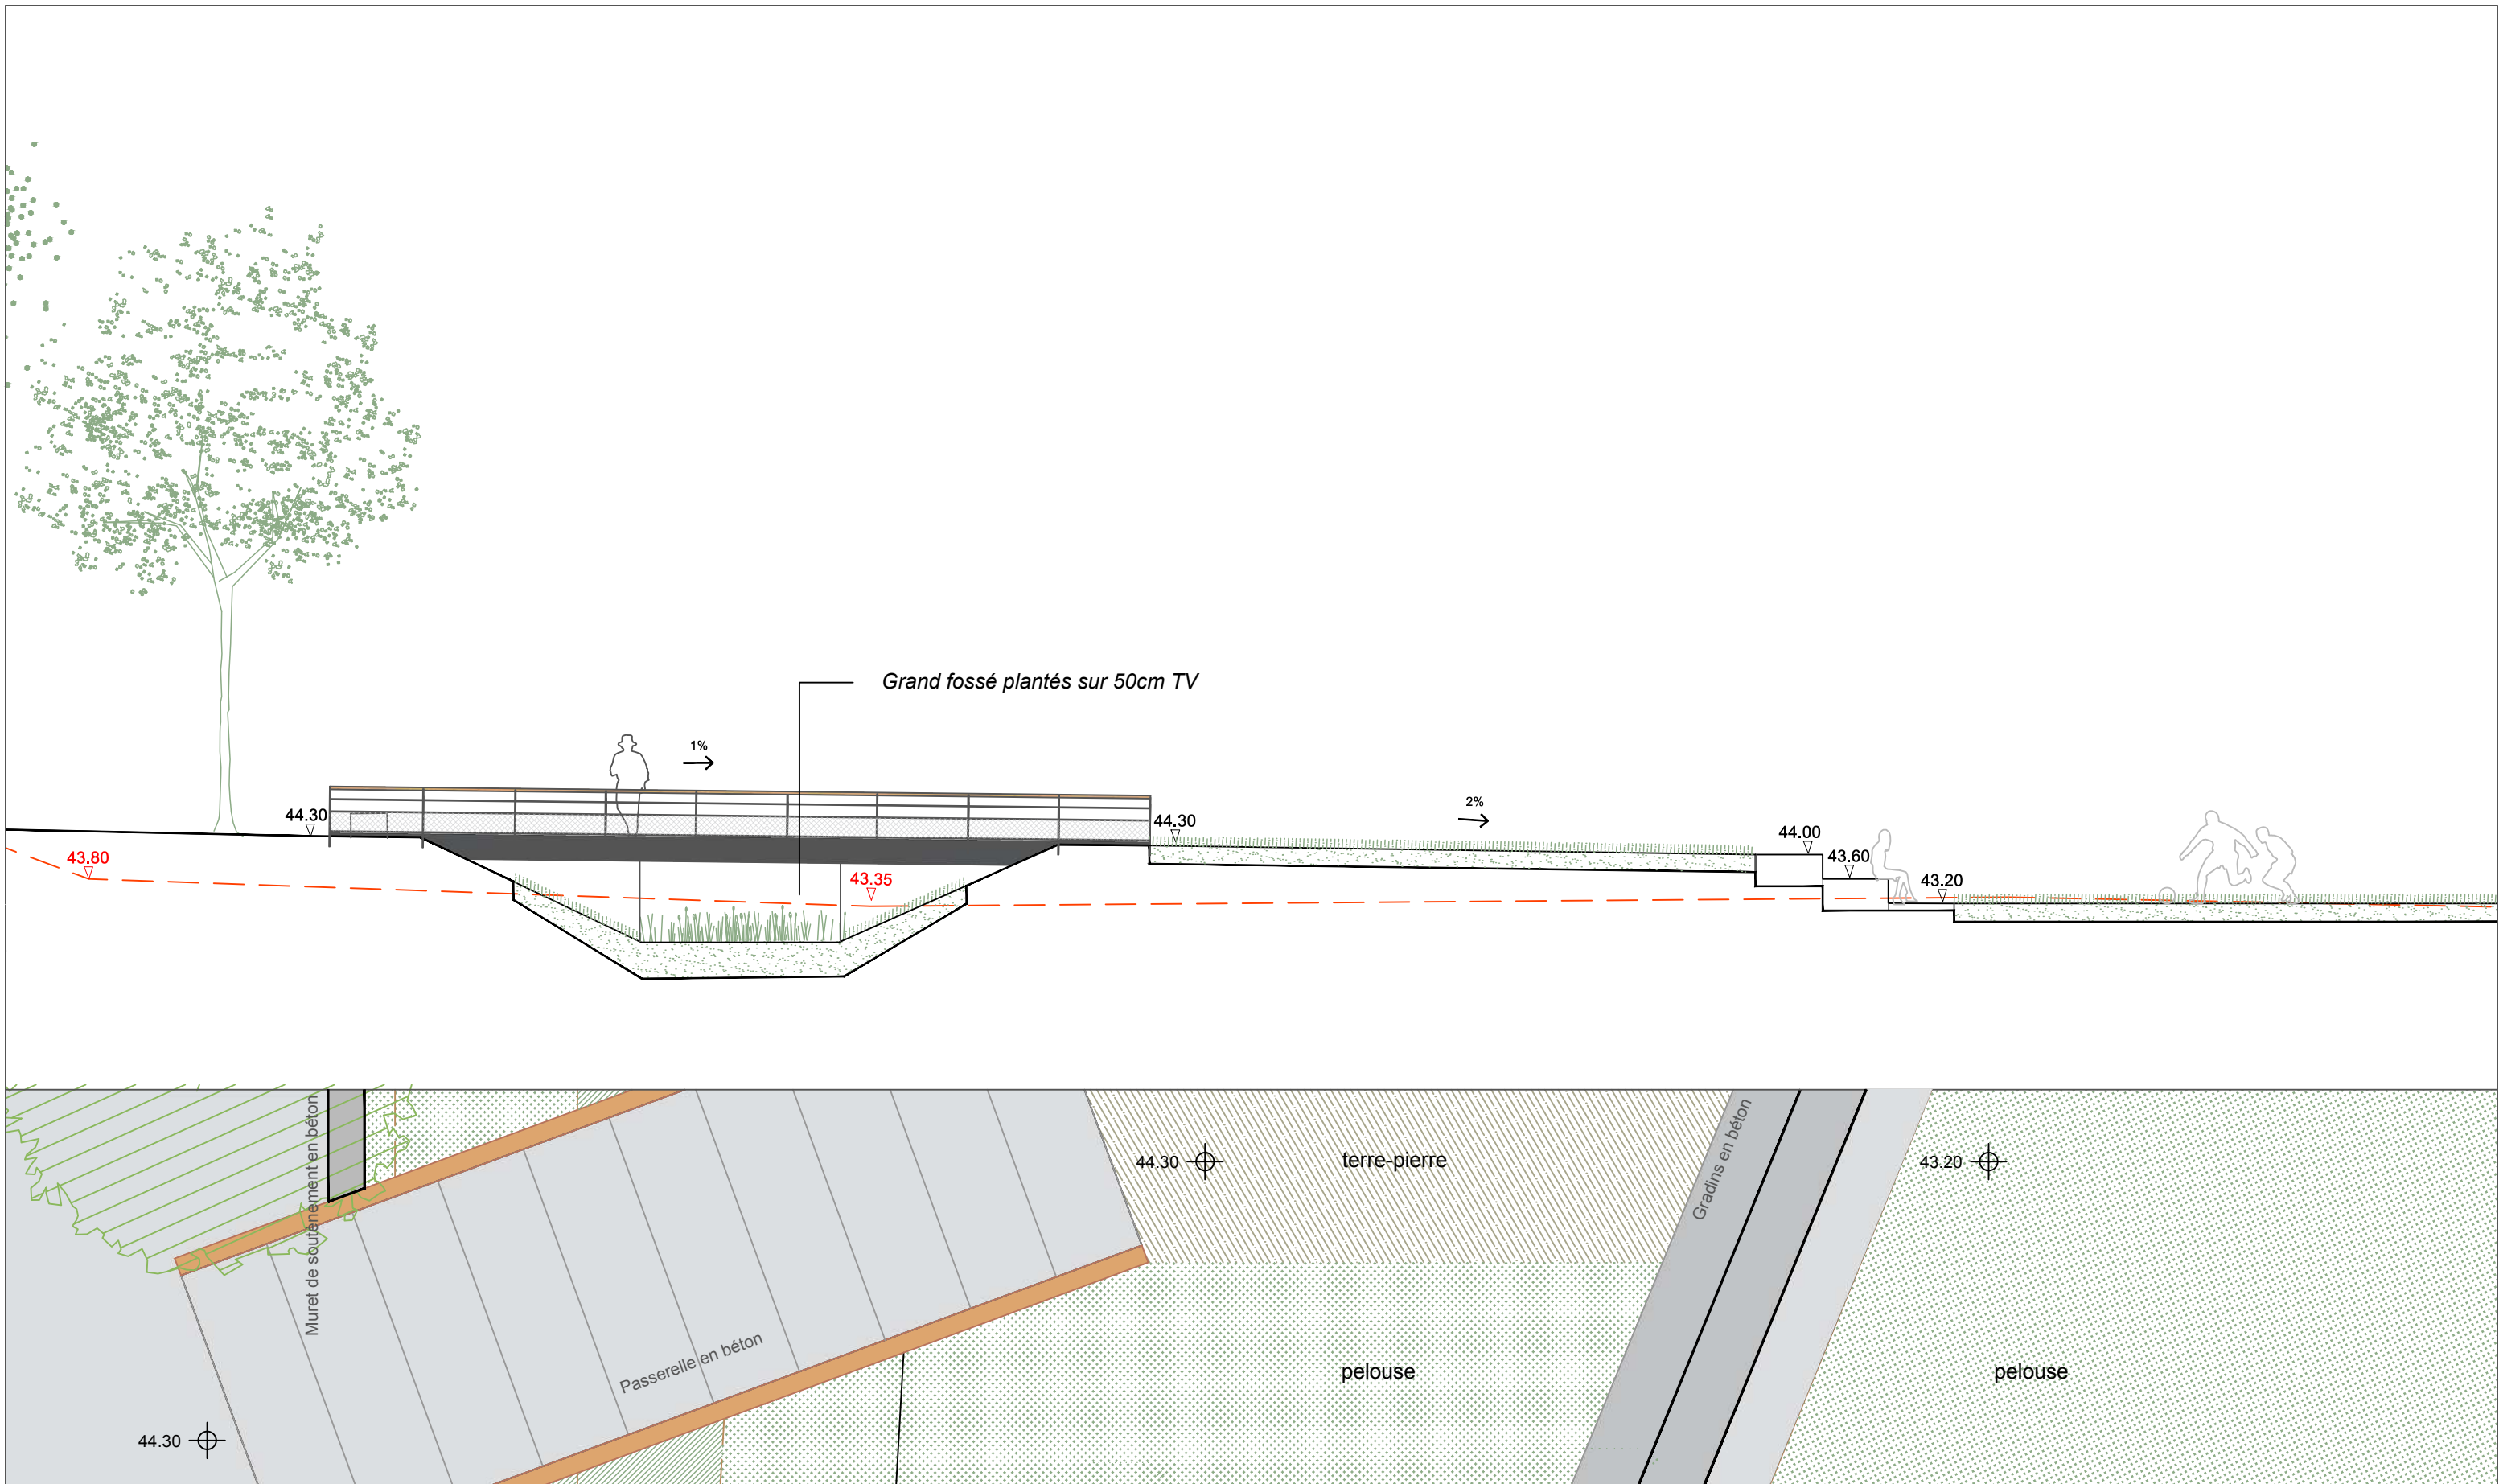 Grand fossé plantés sur 50cm TV
1%
44.30
43.80
43.35
44.30
2%
44.00
43.60
43.20
Muret de soutènement en béton
Passerelle en béton
44.30
44.30
terre-pierre
Gradins en béton
43.20
pelouse
pelouse